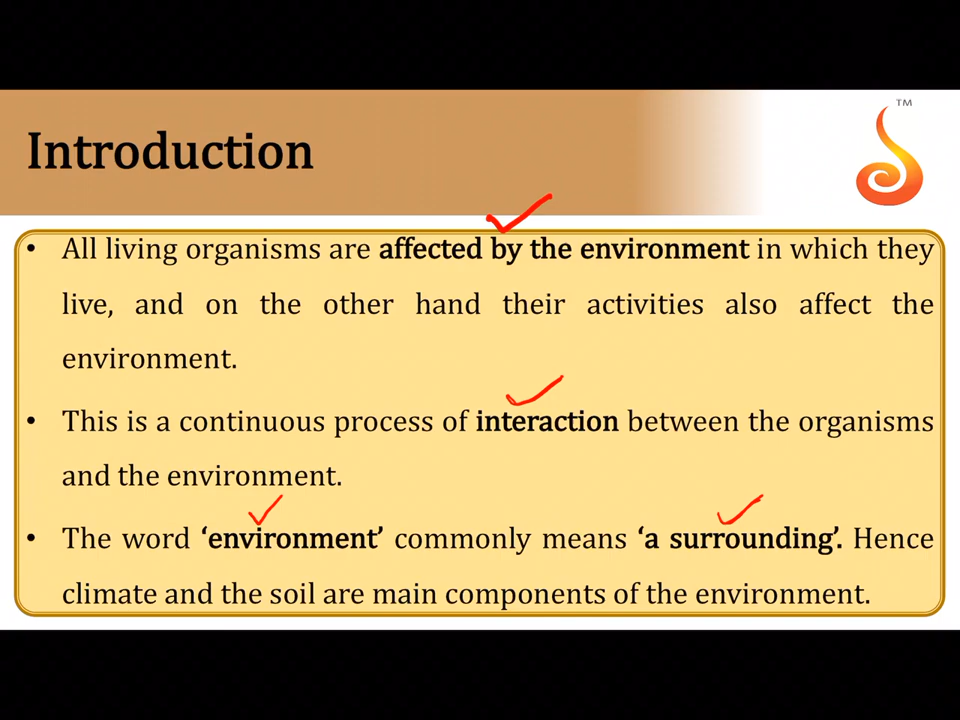 TM
Introduction
• All living organisms are affected by the environment in which they
live, and on the other hand their activities also affect the
environment.
• This is a continuous process of interaction between the organisms
and the environment.
• The word ‘environment’ commonly means ‘a surrounding’. Hence
climate and the soil are main components of the environment.